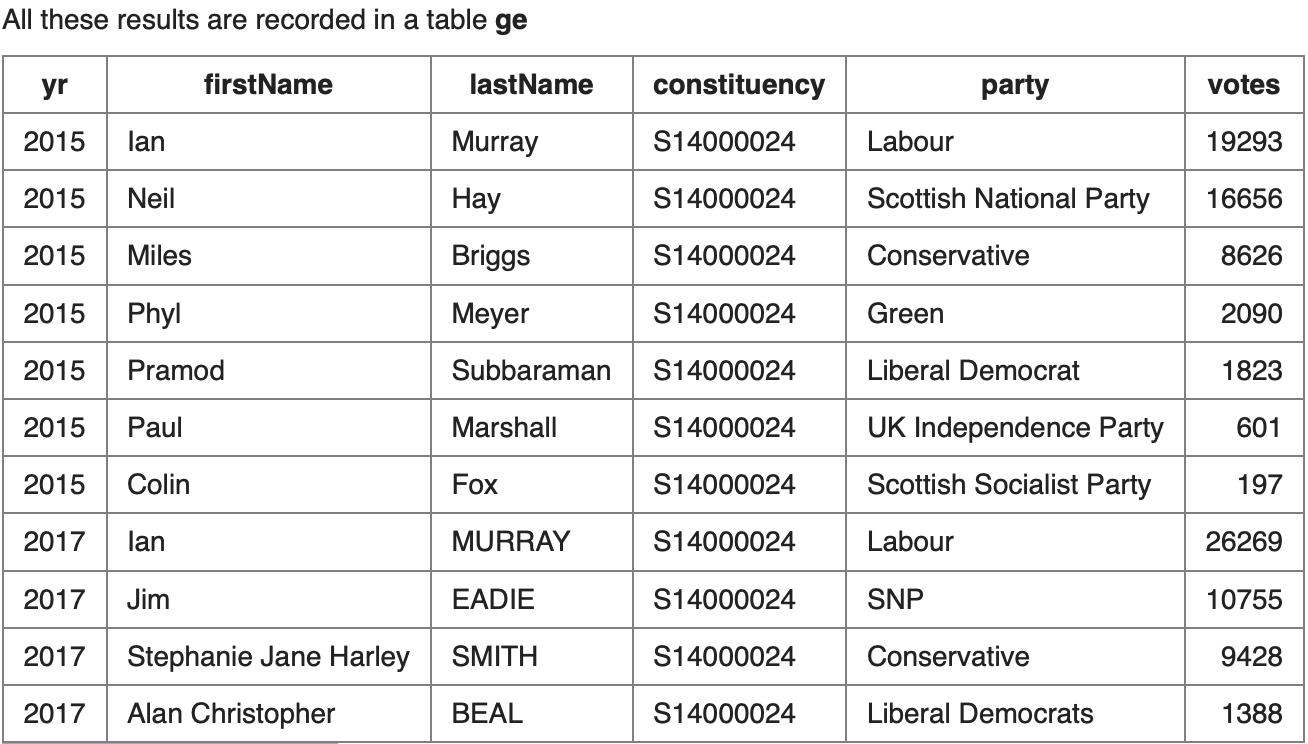 All these results are recorded in a table ge
yr firstName lastName constituency party votes
2015 Ian Murray S14000024 Labour 19293
2015 Neil Hay S14000024 Scottish National Party 16656
2015 Miles Briggs S14000024 Conservative 8626
2015 Phyl Meyer S14000024 Green 2090
2015 Pramod Subbaraman S14000024 Liberal Democrat 1823
2015 Paul Marshall S14000024 UK Independence Party 601
2015 Colin Fox S14000024 Scottish Socialist Party 197
2017 Ian MURRAY S14000024 Labour 26269
2017 Jim EADIE S14000024 SNP 10755
2017 Stephanie Jane Harley SMITH S14000024 Conservative 9428
2017 Alan Christopher BEAL S14000024 Liberal Democrats 1388